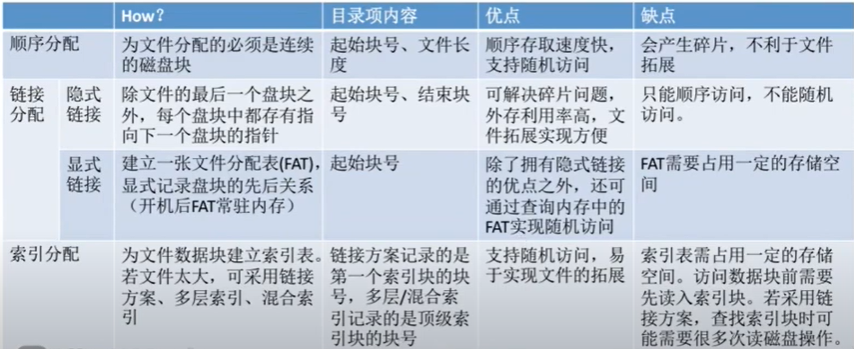 How? 目录项内容 优点 缺点
顺序分配 为文件分配的必须是连续的磁盘块 起始块号、文件长度 顺序存取速度快，支持随机访问 会产生碎片，不利于文件拓展
链接分配 隐式链接 除文件的最后一个盘块之外，每个盘块中都存有指向下一个盘块的指针 起始块号、结束块号 可解决碎片问题，外存利用率高，文件拓展实现方便 只能顺序访问，不能随机访问。
显式链接 建立一张文件分配表(FAT)，显式记录盘块的先后关系（开机后FAT常驻内存） 起始块号 除了拥有隐式链接的优点之外，还可通过查询内存中的FAT实现随机访问 FAT需要占用一定的存储空间
索引分配 为文件数据块建立索引表。若文件太大，可采用链接方案、多层索引、混合索引 链接方案记录的是第一个索引块的块号，多层/混合索引记录的是顶级索引块的块号 支持随机访问，易于实现文件的拓展 索引表需占用一定的存储空间。访问数据块前需要先读入索引块。若采用链接方案，查找索引块时可能需要很多次读磁盘操作。